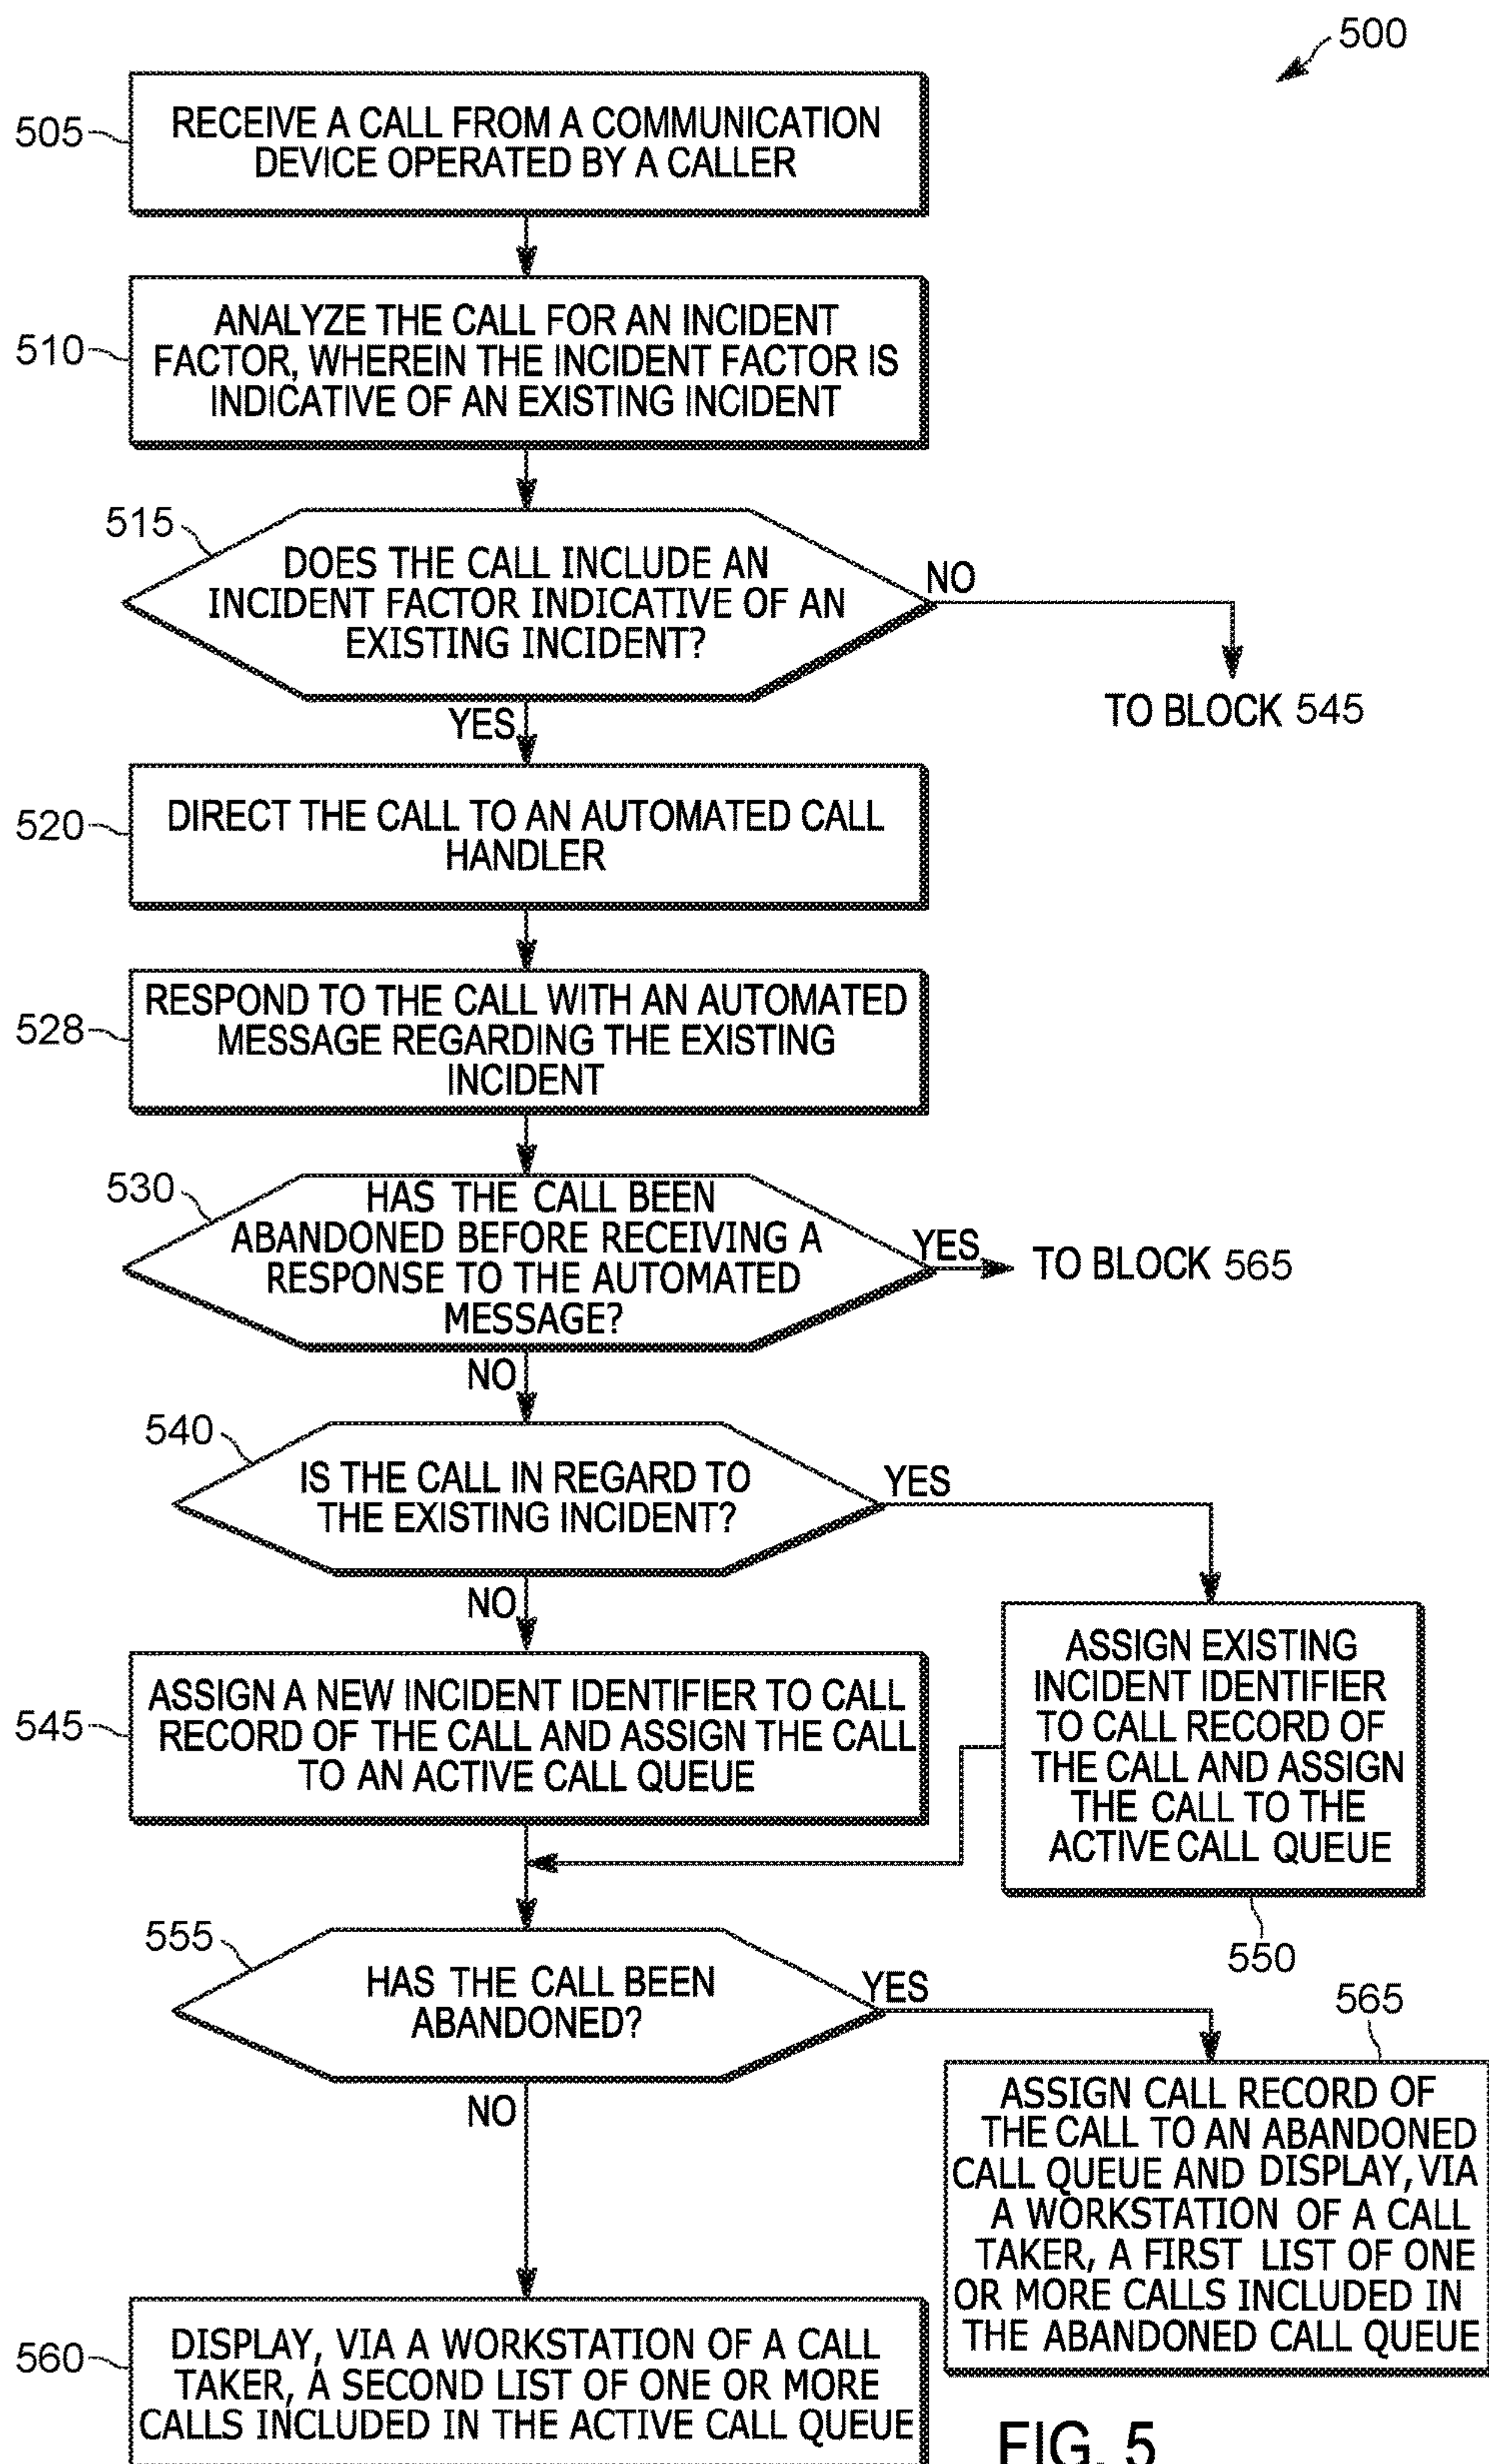 500
505
RECEIVE A CALL FROM A COMMUNICATION
DEVICE OPERATED BY A CALLER
510
ANALYZE THE CALL FOR AN INCIDENT
FACTOR, WHEREIN THE INCIDENT FACTOR IS
INDICATIVE OF AN EXISTING INCIDENT
515
DOES THE CALL INCLUDE AN
INCIDENT FACTOR INDICATIVE OF AN
EXISTING INCIDENT?
NO
TO BLOCK 545
YES
520
DIRECT THE CALL TO AN AUTOMATED CALL
HANDLER
528
RESPOND TO THE CALL WITH AN AUTOMATED
MESSAGE REGARDING THE EXISTING
INCIDENT
530
HAS THE CALL BEEN
ABANDONED BEFORE RECEIVING A
RESPONSE TO THE AUTOMATED
MESSAGE?
YES
TO BLOCK 565
NO
540
IS THE CALL IN REGARD TO
THE EXISTING INCIDENT?
YES
NO
545
ASSIGN A NEW INCIDENT IDENTIFIER TO CALL
RECORD OF THE CALL AND ASSIGN THE CALL
TO AN ACTIVE CALL QUEUE
ASSIGN EXISTING
INCIDENT IDENTIFIER
TO CALL RECORD OF
THE CALL AND ASSIGN
THE CALL TO THE
ACTIVE CALL QUEUE
550
555
HAS THE CALL BEEN
ABANDONED?
YES
NO
565
ASSIGN CALL RECORD OF
THE CALL TO AN ABANDONED
CALL QUEUE AND DISPLAY, VIA
A WORKSTATION OF A CALL
TAKER, A FIRST LIST OF ONE
OR MORE CALLS INCLUDED IN
THE ABANDONED CALL QUEUE
560
DISPLAY, VIA A WORKSTATION OF A CALL
TAKER, A SECOND LIST OF ONE OR MORE
CALLS INCLUDED IN THE ACTIVE CALL QUEUE
FIG. 5